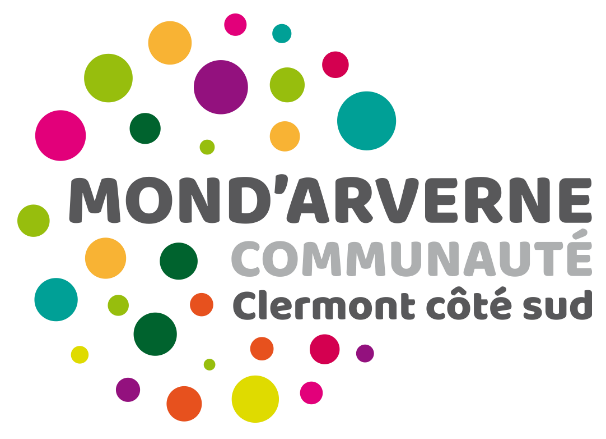 MOND'ARVERNE
COMMUNAUTÉ
Clermont côté sud